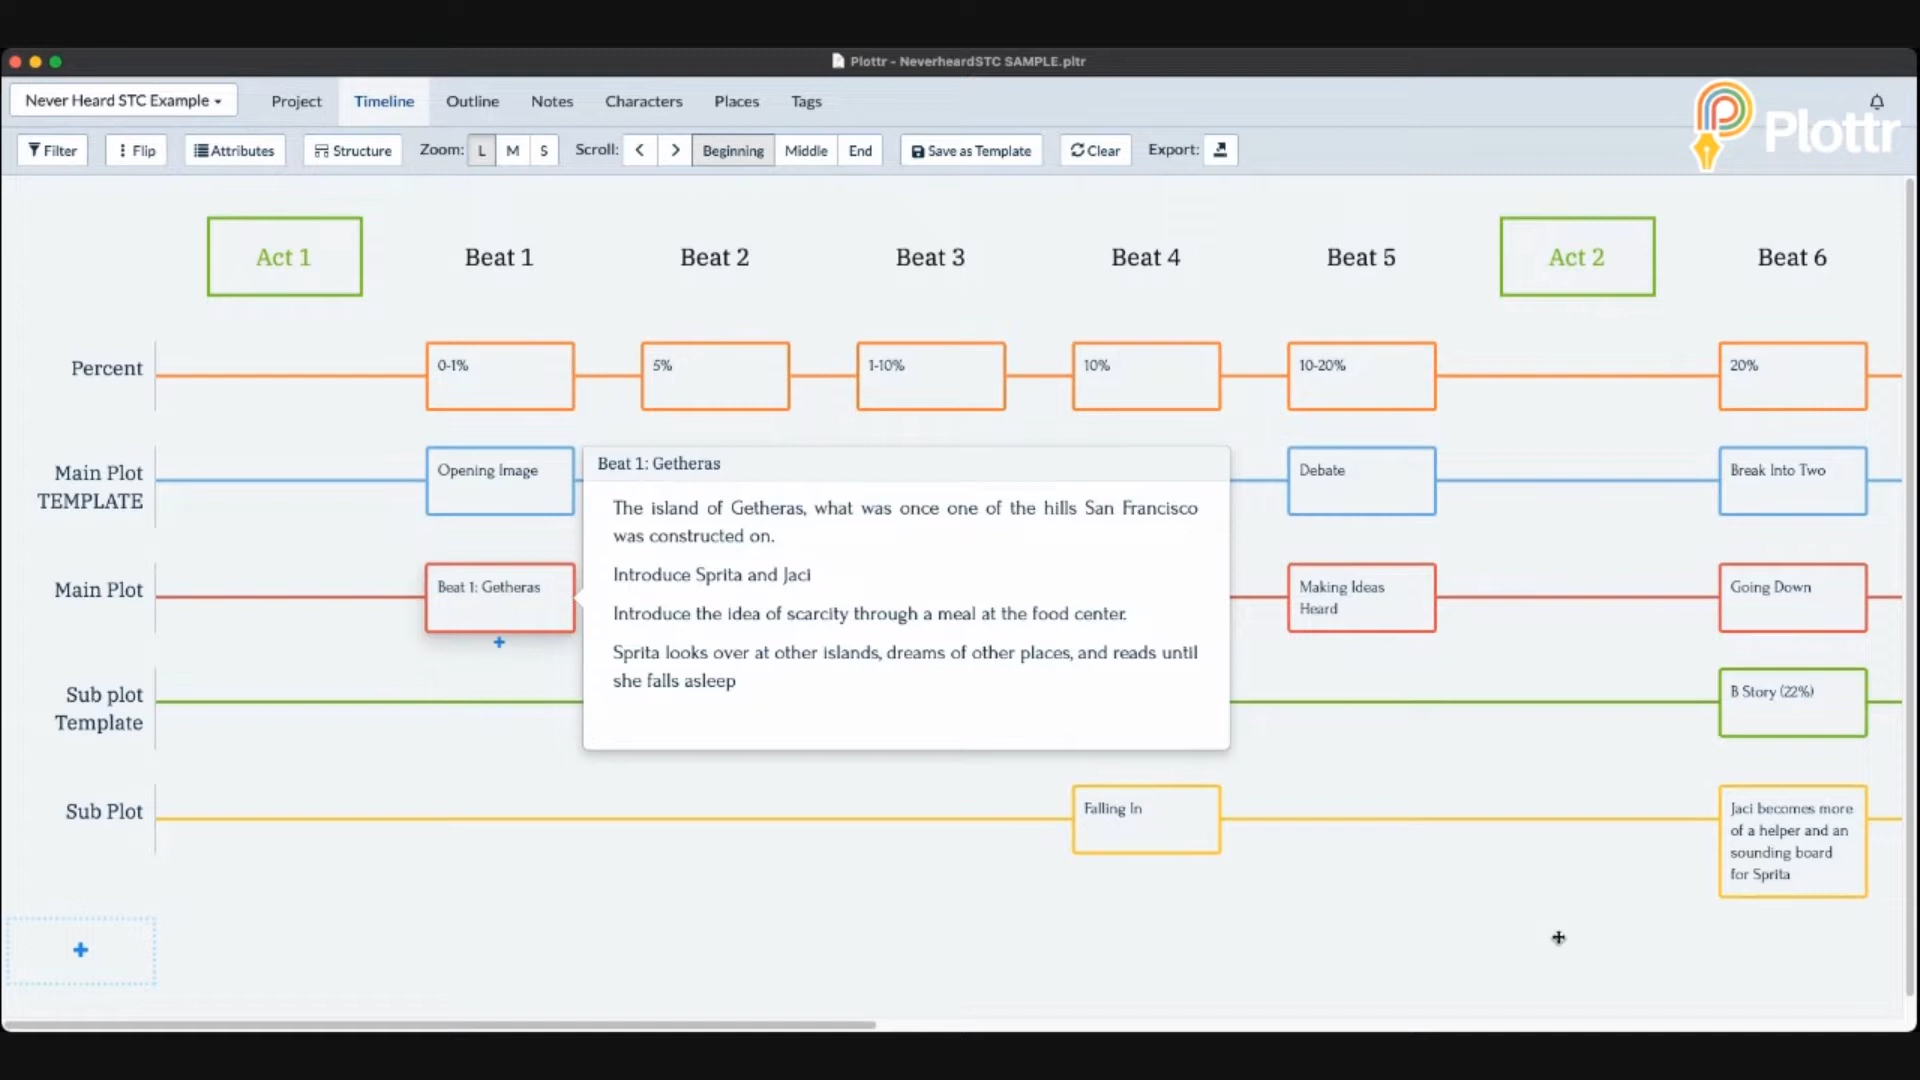 Plottr - NeverheardSTC SAMPLE.pltr
Never Heard STC Example
Project
Timeline
Outline
Notes
Characters
Places
Tags
Plottr
Filter
Flip
Attributes
Structure
Zoom:
L
M
S
Scroll:
Beginning
Middle
End
Save as Template
Clear
Export:
Act 1
Beat 1
Beat 2
Beat 3
Beat 4
Beat 5
Act 2
Beat 6
Percent
0-1%
5%
1-10%
10%
10-20%
20%
Main Plot
TEMPLATE
Opening Image
Debate
Break Into Two
Beat 1: Getheras
The island of Getheras, what was once one of the hills San Francisco
was constructed on.
Introduce Sprita and Jaci
Introduce the idea of scarcity through a meal at the food center.
Sprita looks over at other islands, dreams of other places, and reads until
she falls asleep
Main Plot
Beat 1: Getheras
Making Ideas
Heard
Going Down
Sub plot
Template
B Story (22%)
Sub Plot
Falling In
Jaci becomes more
of a helper and an
sounding board
for Sprita